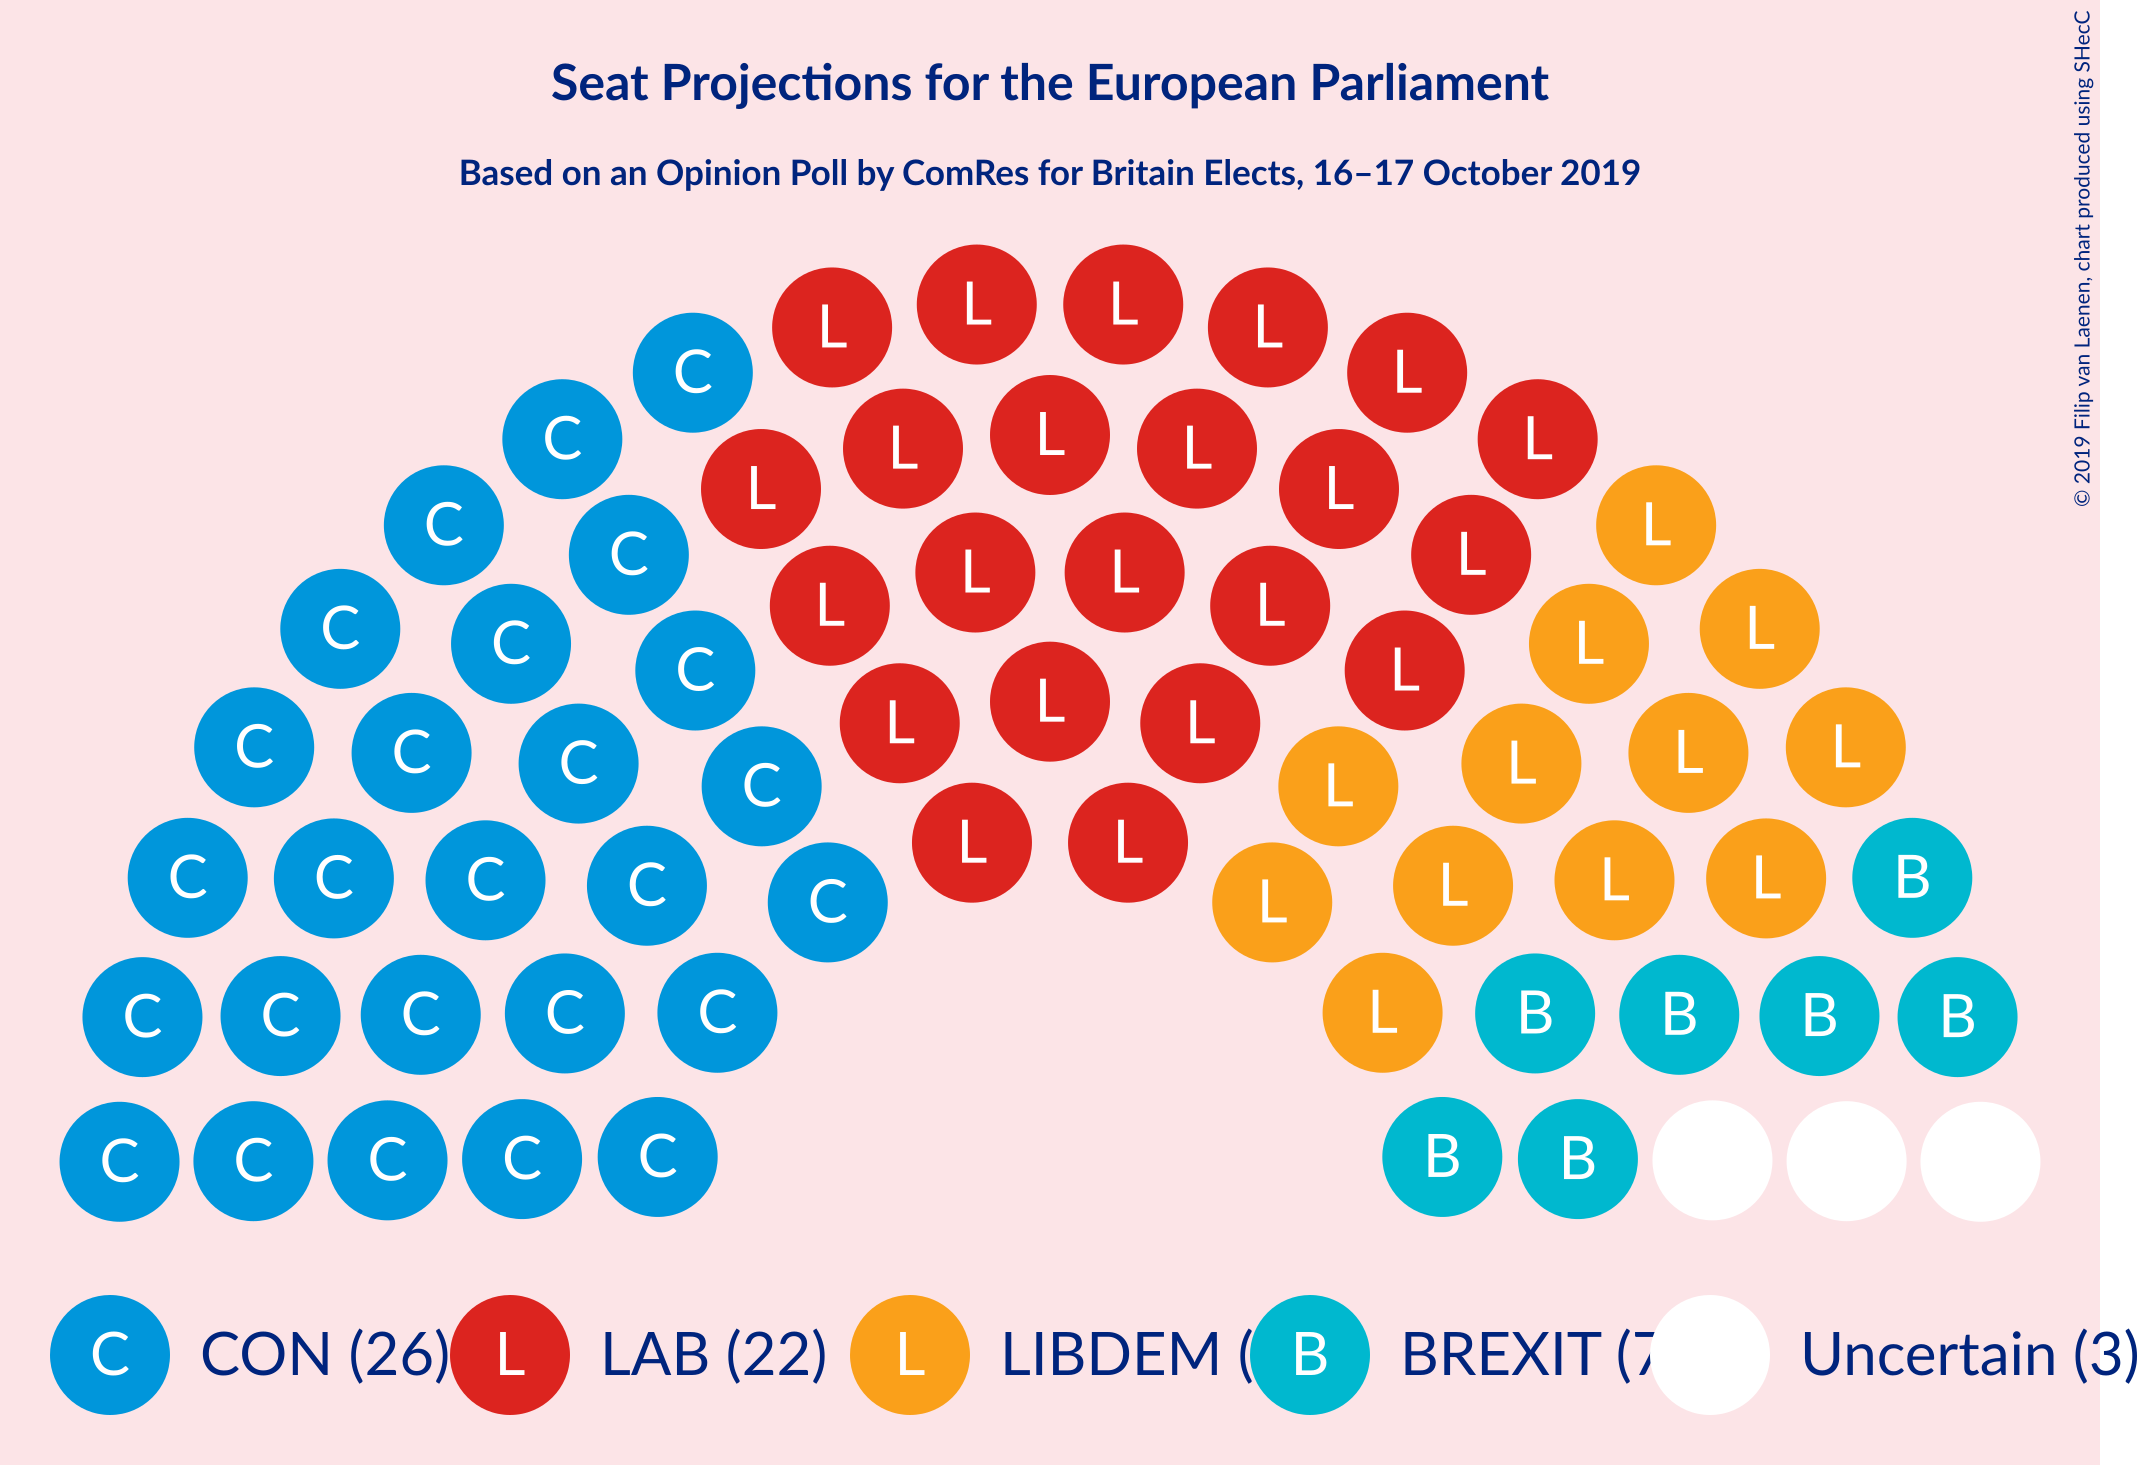 Seat Projections for the European Parliament
Based on an Opinion Poll by ComRes for Britain Elects, 16–17 October 2019
© 2019 Filip van Laenen, chart produced using SHecC
L L L L
C L L
C L L L C
C L L L
C L L L L L
C C L L
C L L
C C C L L L
C L L L
C C L L
C C C C L L L B
C L
C C C C C L B B B B
C C C C C B B
C CON (26) L LAB (22) L LIBDEM ( B BREXIT (7 Uncertain (3)